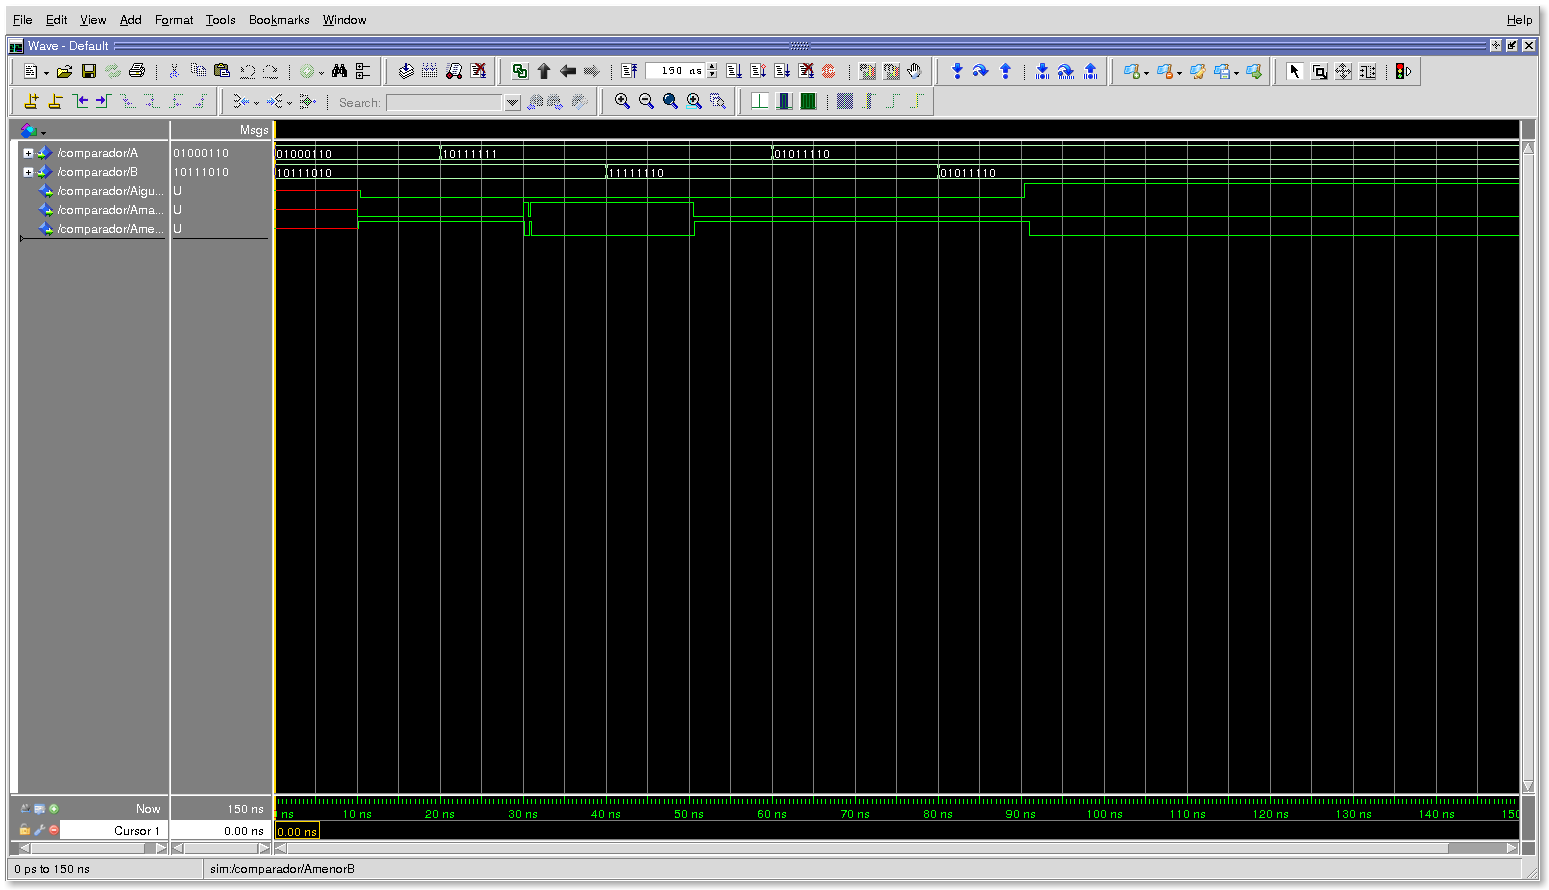 File Edit View Add Format Tools Bookmarks Window Help
Wave - Default
190 ns
Search:
Msgs
/comparador/A 01000110 01000110 10111111 01011110
/comparador/B 10111010 10111010 11111110 01011110
/comparador/Aigu... U
/comparador/Ama... U
/comparador/Ame... U
Now 150 ns ns 10 ns 20 ns 30 ns 40 ns 50 ns 60 ns 70 ns 80 ns 90 ns 100 ns 110 ns 120 ns 130 ns 140 ns 150
Cursor 1 0.00 ns 0.00 ns
0 ps to 150 ns sim:/comparador/AmenorB